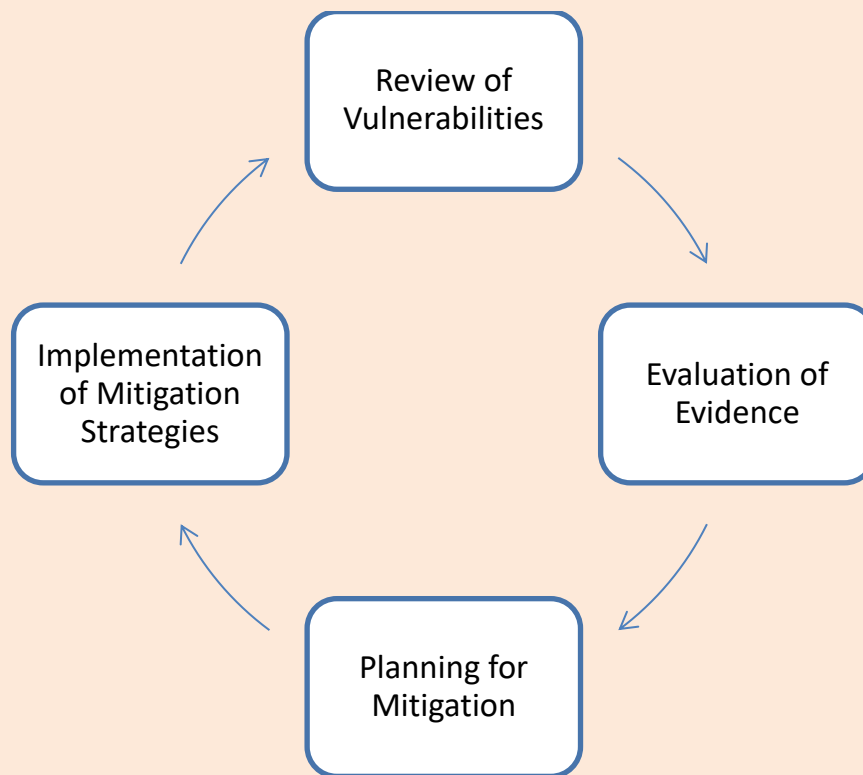 Review of
Vulnerabilities
Evaluation of
Evidence
Planning for
Mitigation
Implementation
of Mitigation
Strategies